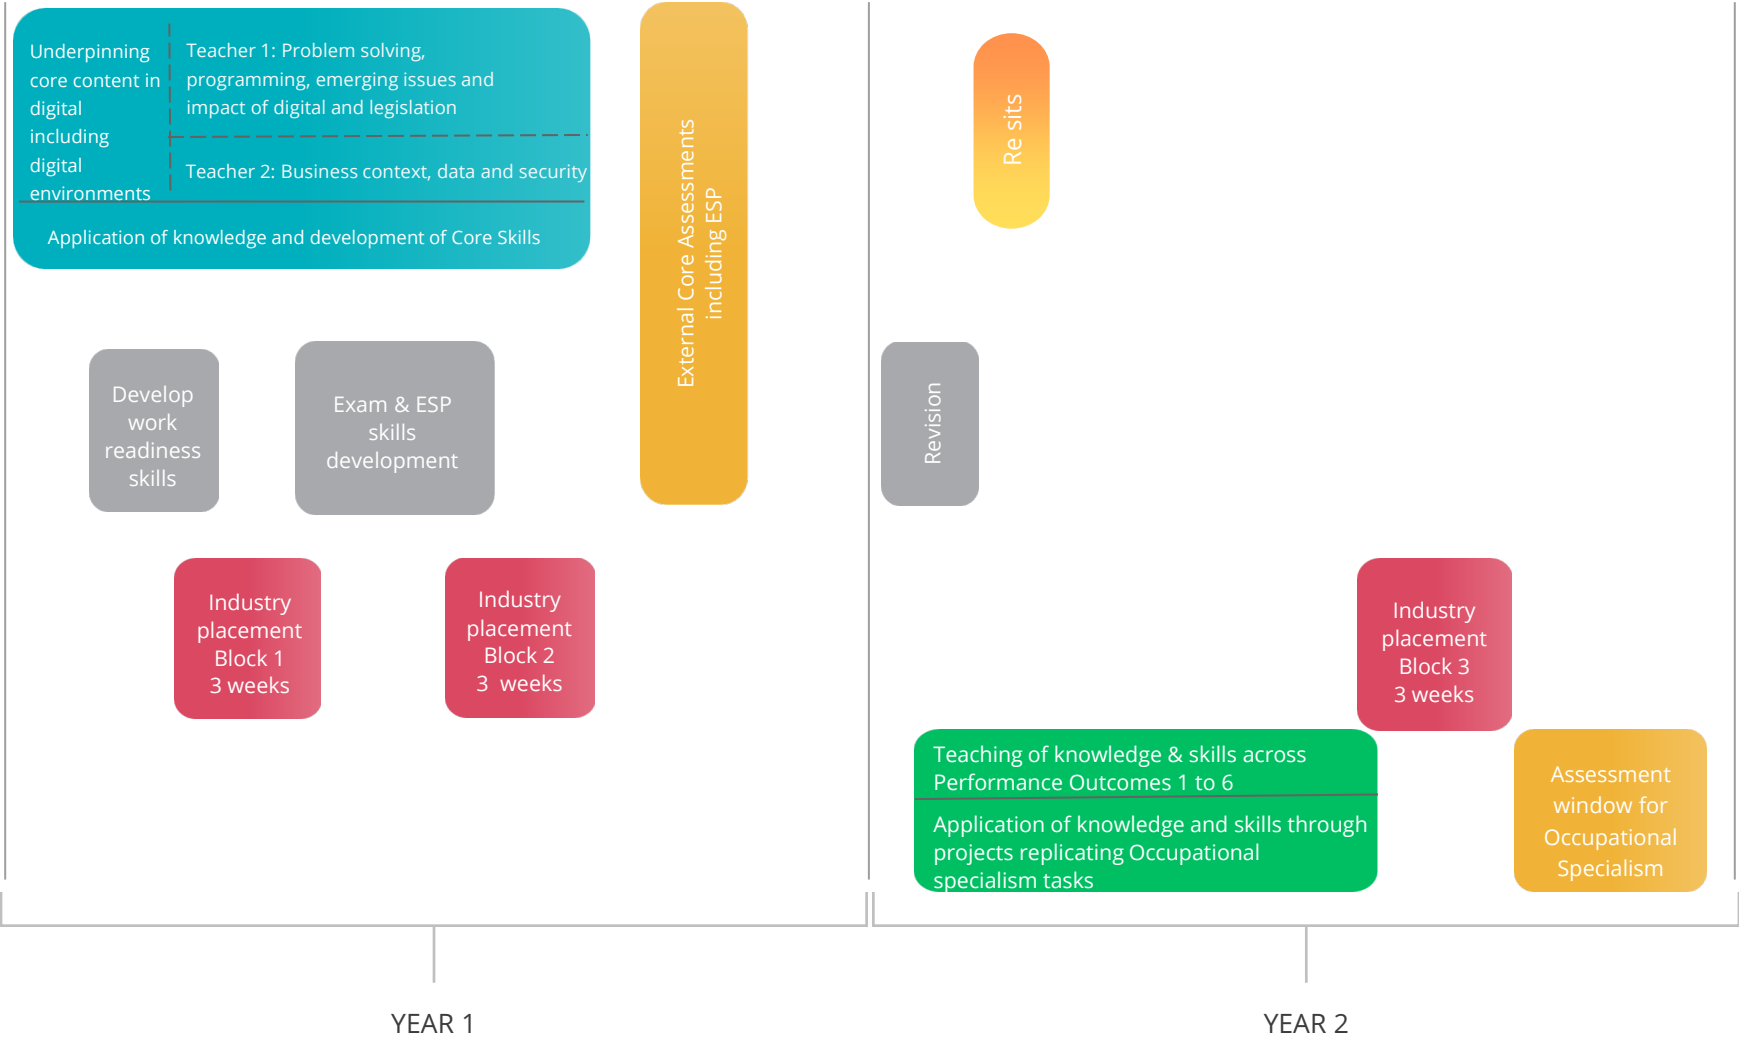 Underpinning
core content in
digital
including
digital
environments
Teacher 1: Problem solving,
programming, emerging issues and
impact of digital and legislation
Teacher 2: Business context, data and security
Application of knowledge and development of Core Skills
External Core Assessments
including ESP
Re sits
Develop
work
readiness
skills
Exam & ESP
skills
development
Revision
Industry
placement
Block 1
3 weeks
Industry
placement
Block 2
3 weeks
Industry
placement
Block 3
3 weeks
Teaching of knowledge & skills across
Performance Outcomes 1 to 6
Application of knowledge and skills through
projects replicating Occupational
specialism tasks
Assessment
window for
Occupational
Specialism
YEAR 1
YEAR 2